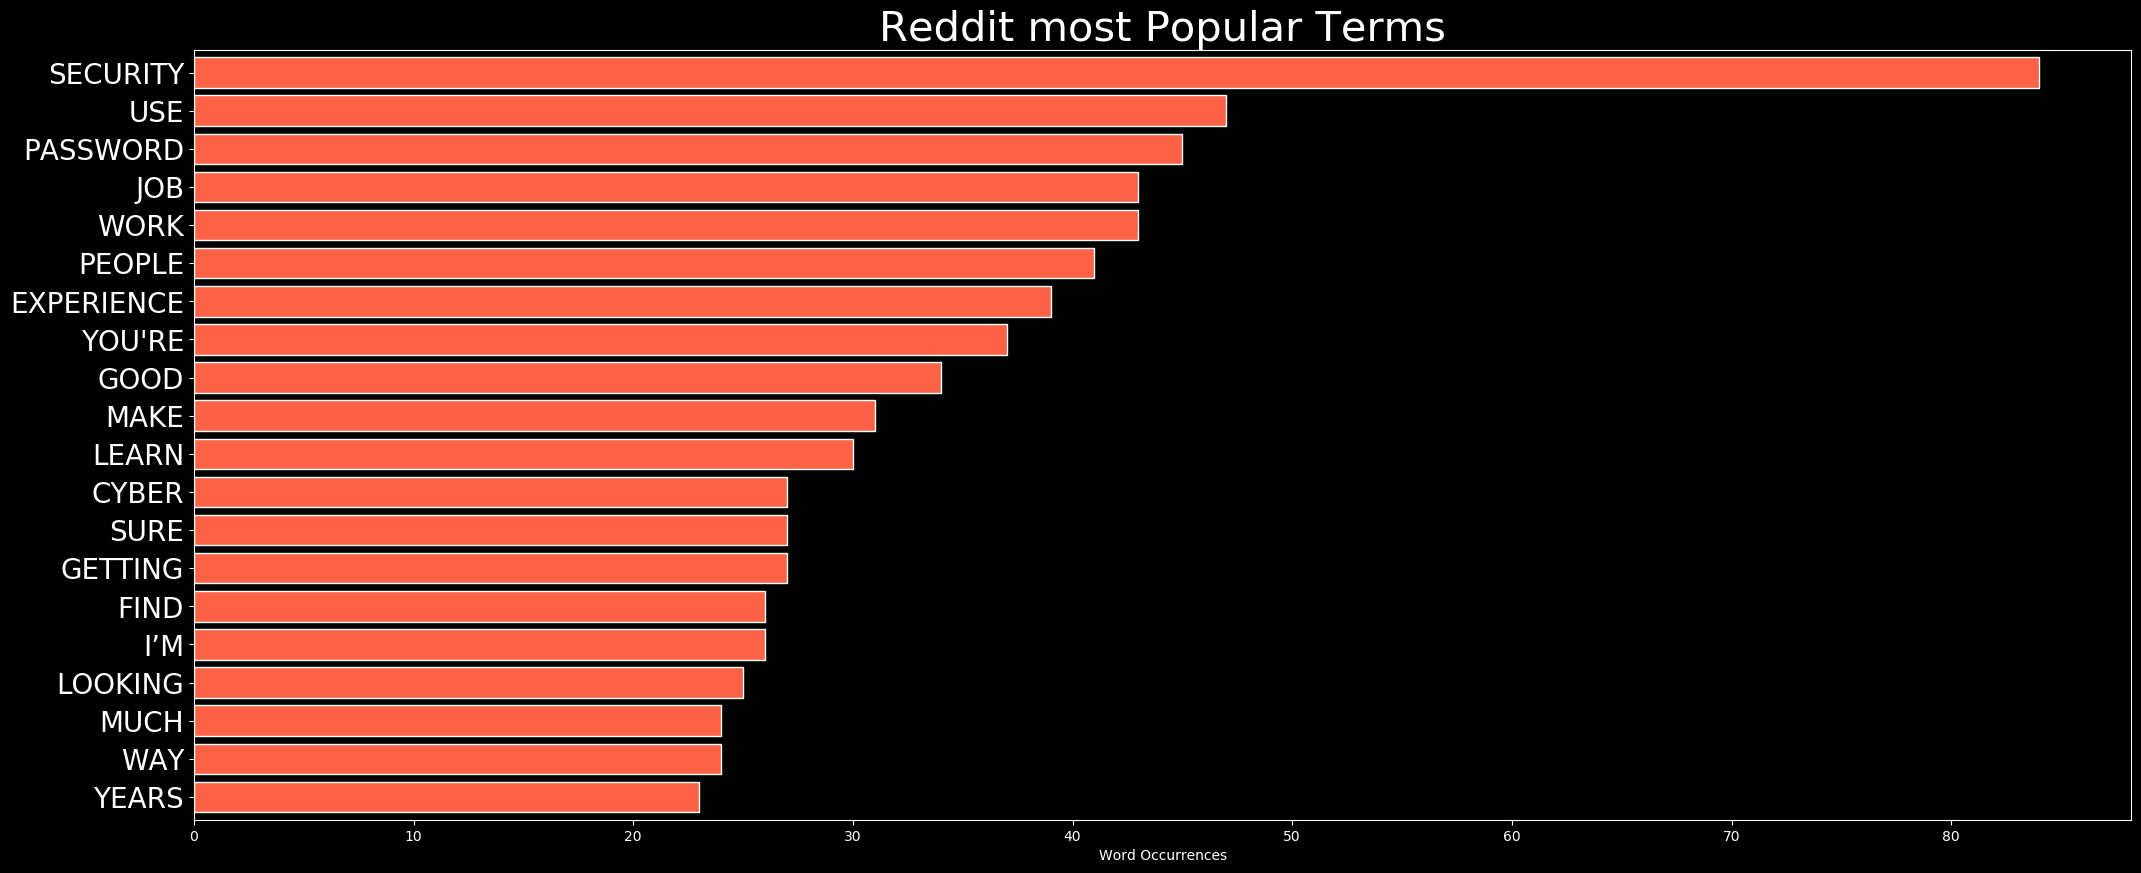 Reddit most Popular Terms
SECURITY
USE
PASSWORD
JOB
WORK
PEOPLE
EXPERIENCE
YOU'RE
GOOD
MAKE
LEARN
CYBER
SURE
GETTING
FIND
I’M
LOOKING
MUCH
WAY
YEARS
0 10 20 30 40 50 60 70 80
Word Occurrences